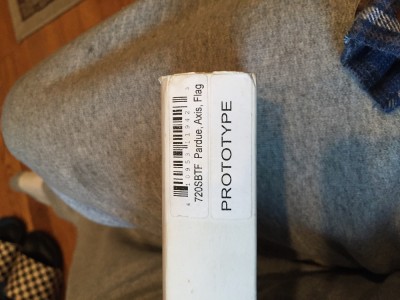 720SBTF Pardue, Axis, Flag
PROTOTYPE